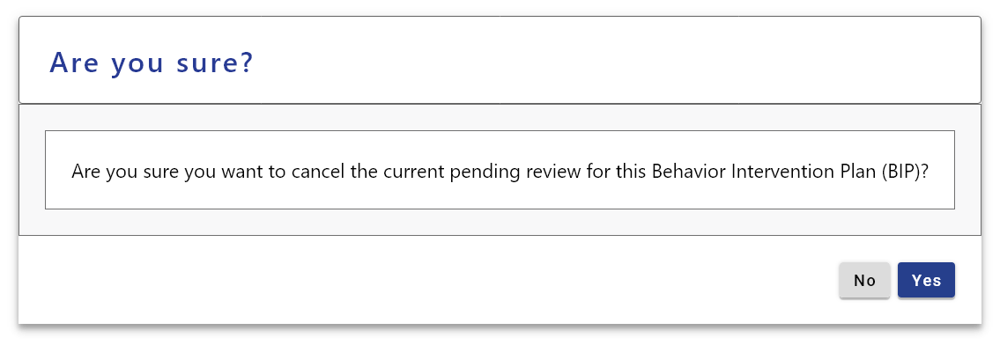 Are you sure?
Are you sure you want to cancel the current pending review for this Behavior Intervention Plan (BIP)?
No
Yes